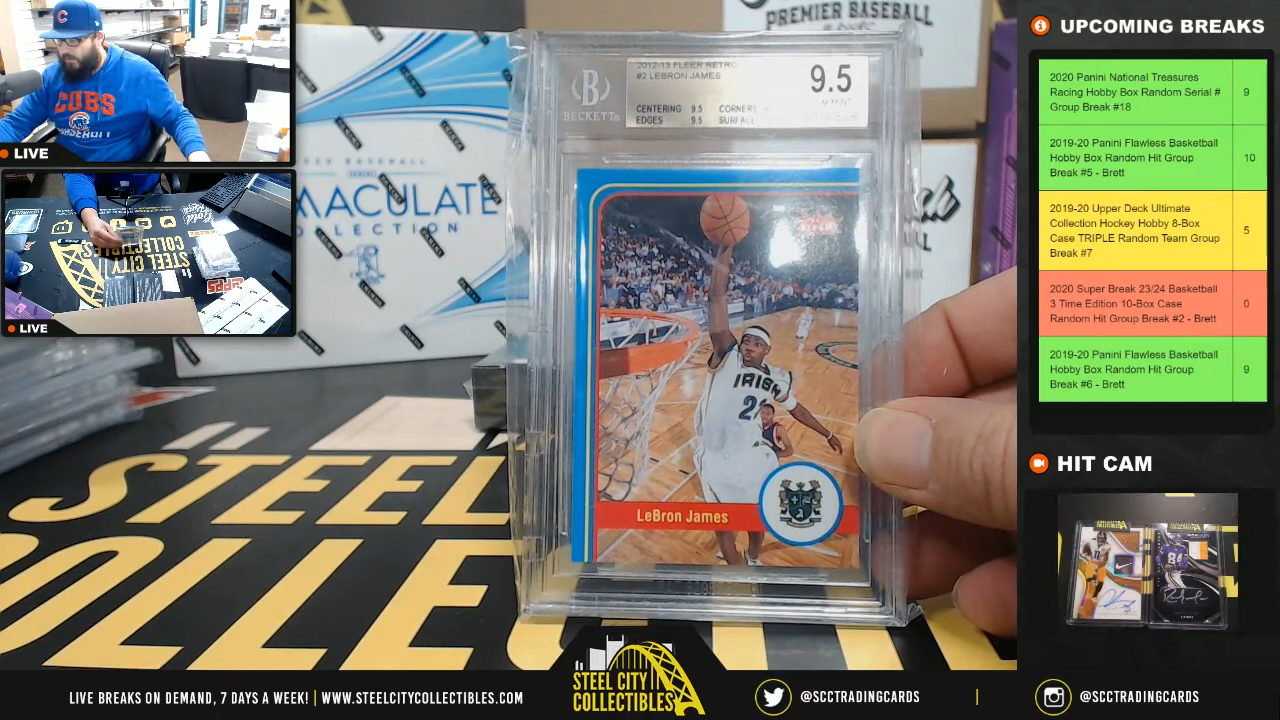 CUBS
BASEBALL
LIVE
LIVE
IMMACULATE
COLLECTION
PREMIER BASEBALL
BECKETT
2012-13 FLEER RETRO
#2 LEBRON JAMES
CENTERING 9.5 CORNERS
EDGES 9.5 SURFACE
9.5
IRISH
LeBron James
STEEL
COLLECT
UPCOMING BREAKS
2020 Panini National Treasures
Racing Hobby Box Random Serial #
Group Break #18
9
2019-20 Panini Flawless Basketball
Hobby Box Random Hit Group
Break #5 - Brett
10
2019-20 Upper Deck Ultimate
Collection Hockey Hobby 8-Box
Case TRIPLE Random Team Group
Break #7
5
2020 Super Break 23/24 Basketball
3 Time Edition 10-Box Case
Random Hit Group Break #2 - Brett
0
2019-20 Panini Flawless Basketball
Hobby Box Random Hit Group
Break #6 - Brett
9
HIT CAM
LIVE BREAKS ON DEMAND, 7 DAYS A WEEK! | WWW.STEELCITYCOLLECTIBLES.COM
STEEL CITY
COLLECTIBLES
@SCCTRADINGCARDS
|
@SCCTRADINGCARDS